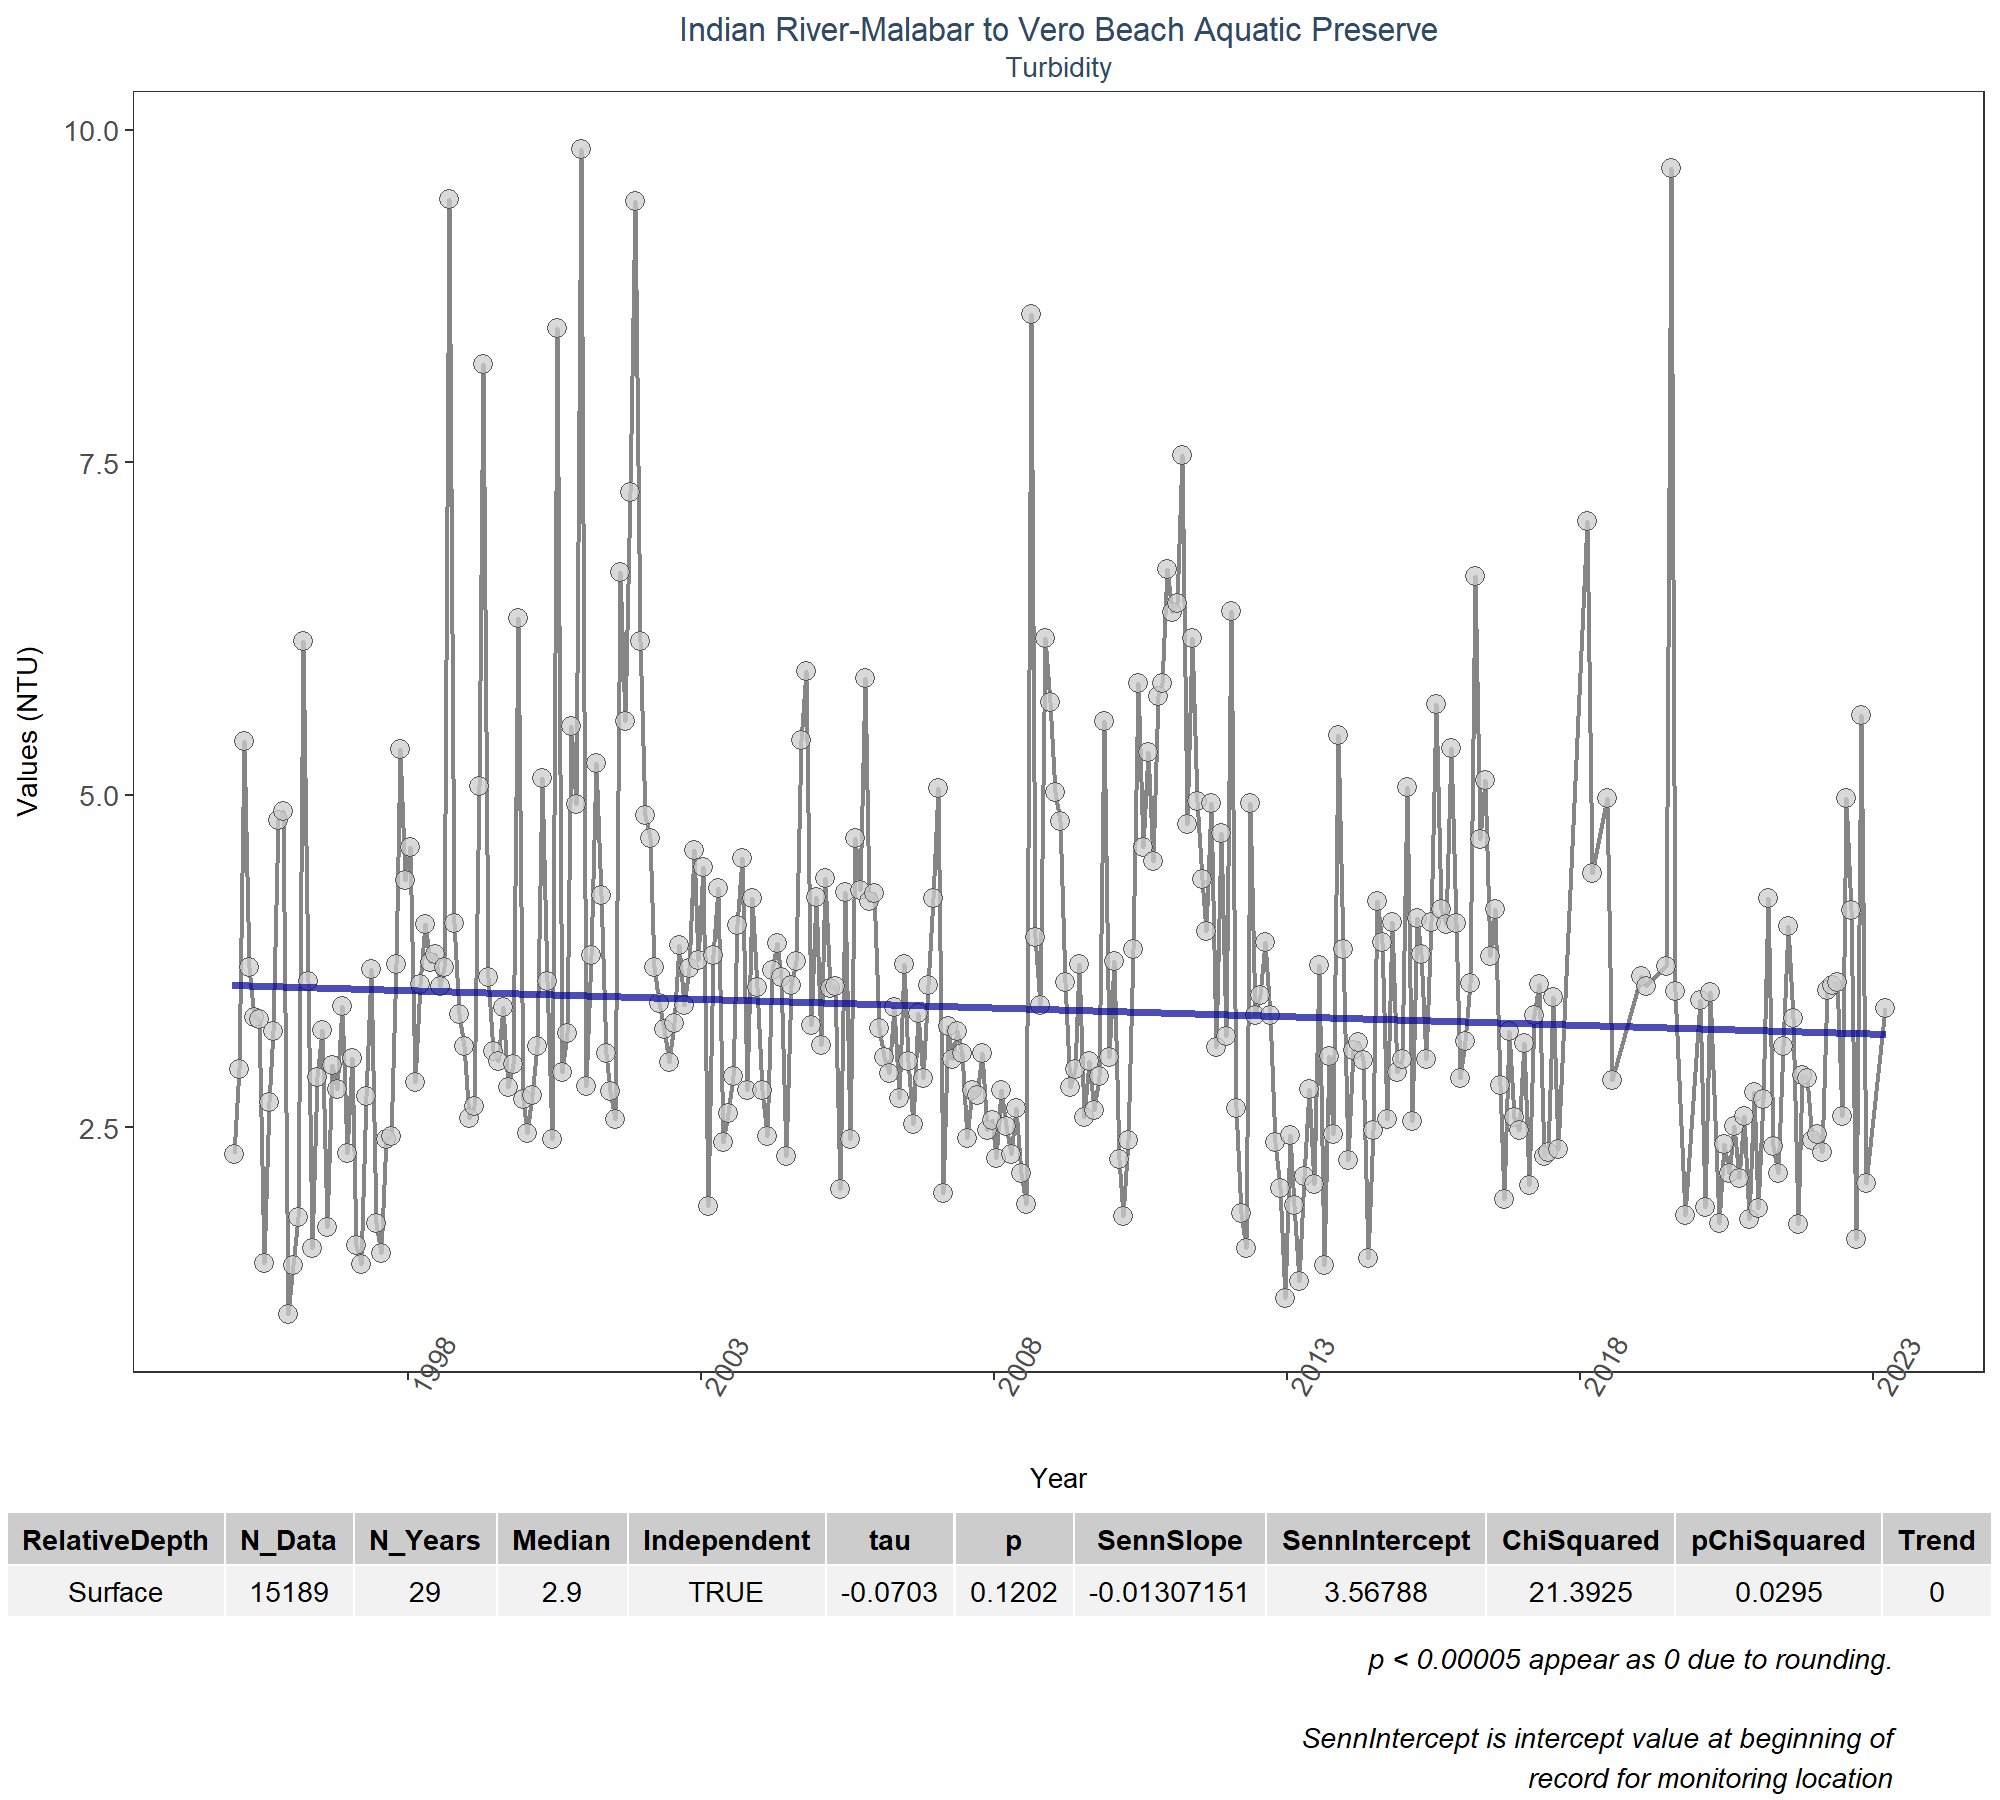 Indian River-Malabar to Vero Beach Aquatic Preserve
Turbidity
10.0
7.5
5.0
2.5
Values (NTU)
1998
2003
2008
2013
2018
2023
Year
RelativeDepth N_Data N_Years Median Independent tau p SennSlope SennIntercept ChiSquared pChiSquared Trend
Surface 15189 29 2.9 TRUE -0.0703 0.1202 -0.01307151 3.56788 21.3925 0.0295 0
p < 0.00005 appear as 0 due to rounding.
SennIntercept is intercept value at beginning of
record for monitoring location